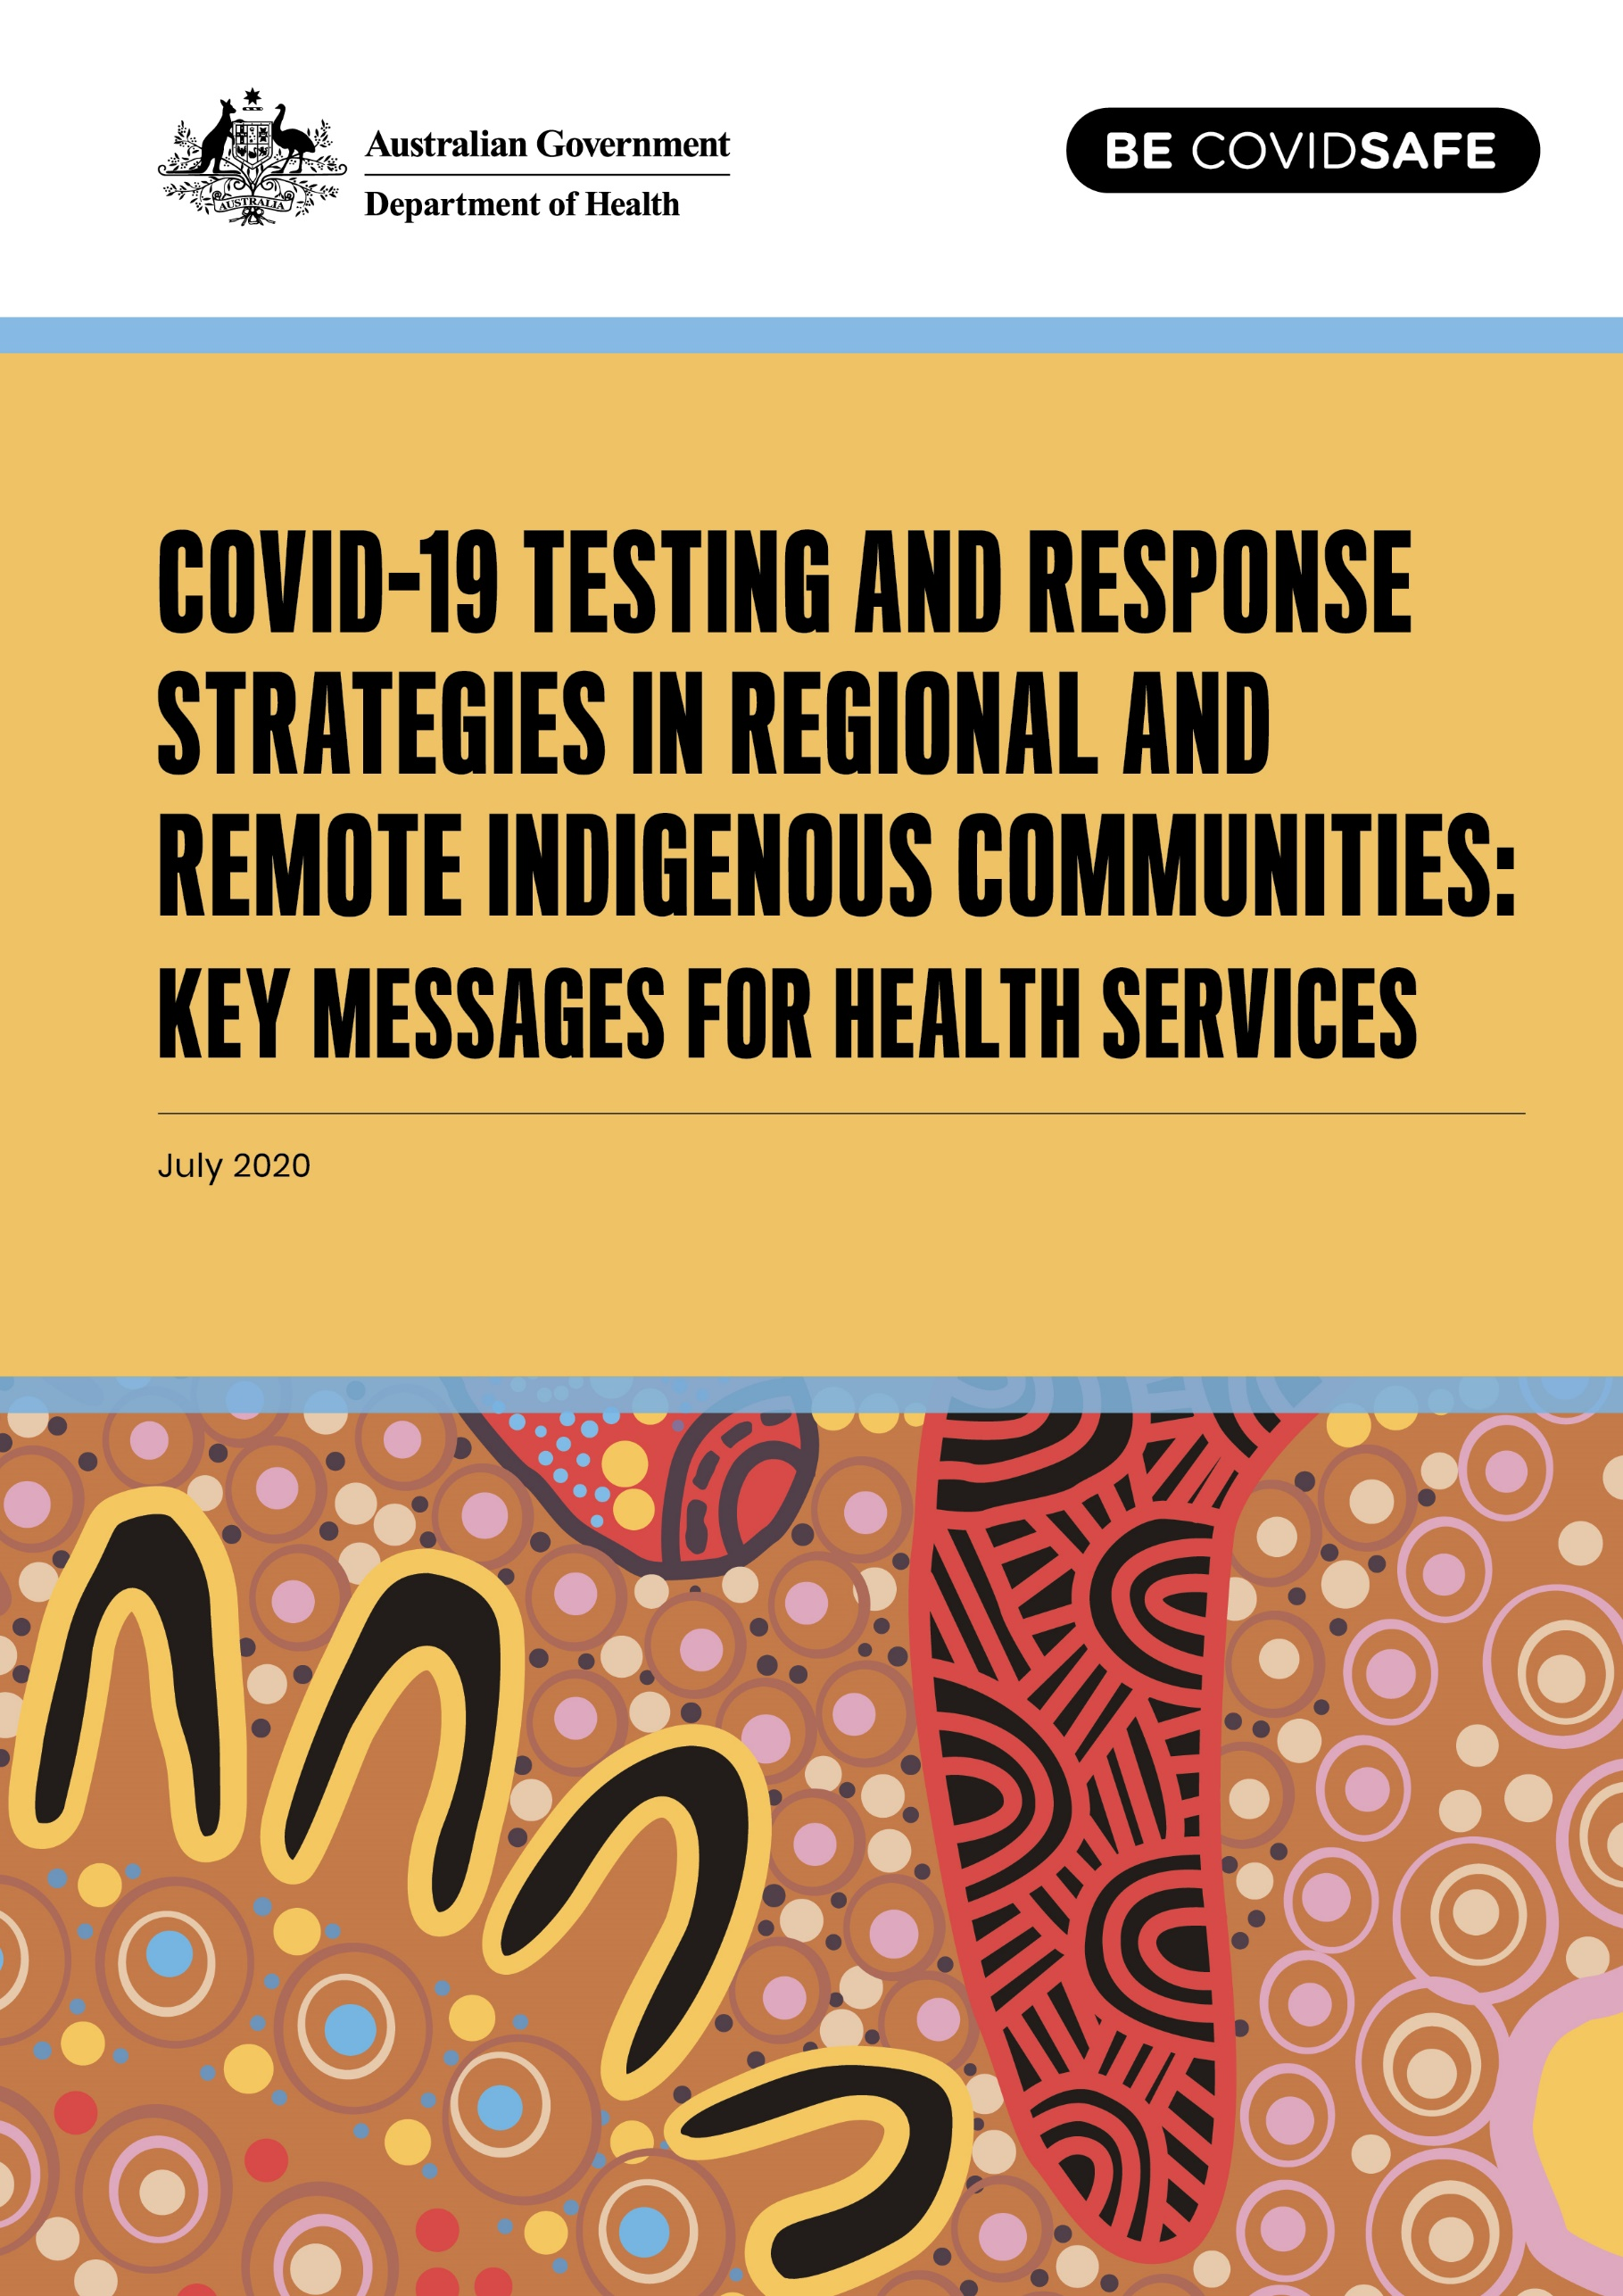 Australian Government
Department of Health
AUSTRALIA
BE COVIDSAFE
COVID-19 TESTING AND RESPONSE
STRATEGIES IN REGIONAL AND
REMOTE INDIGENOUS COMMUNITIES:
KEY MESSAGES FOR HEALTH SERVICES
July 2020